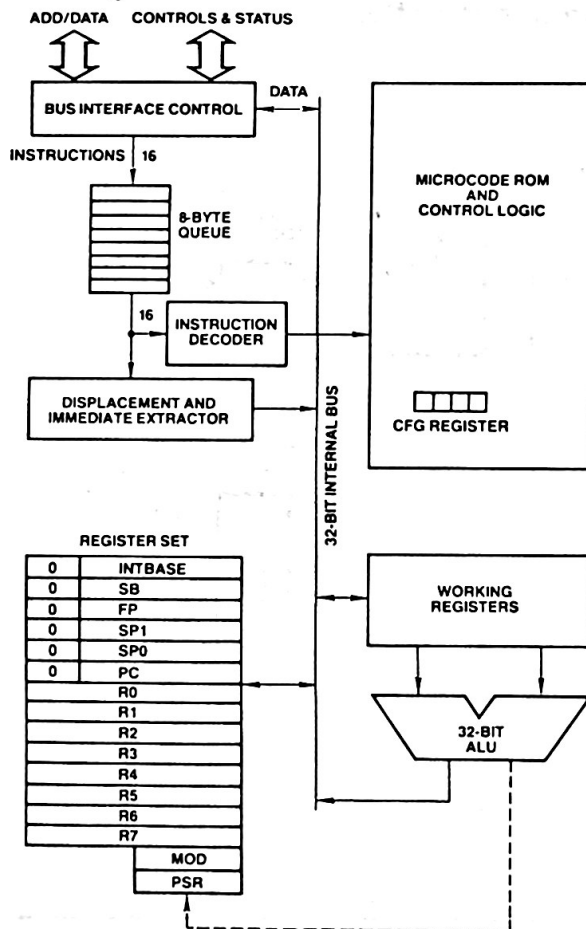 ADD/DATA
CONTROLS & STATUS
BUS INTERFACE CONTROL
DATA
INSTRUCTIONS
16
8-BYTE
QUEUE
MICROCODE ROM
AND
CONTROL LOGIC
16
INSTRUCTION
DECODER
DISPLACEMENT AND
IMMEDIATE EXTRACTOR
CFG REGISTER
32-BIT INTERNAL BUS
REGISTER SET
0 INTBASE
0 SB
0 FP
0 SP1
0 SP0
0 PC
R0
R1
R2
R3
R4
R5
R6
R7
MOD
PSR
WORKING
REGISTERS
32-BIT
ALU